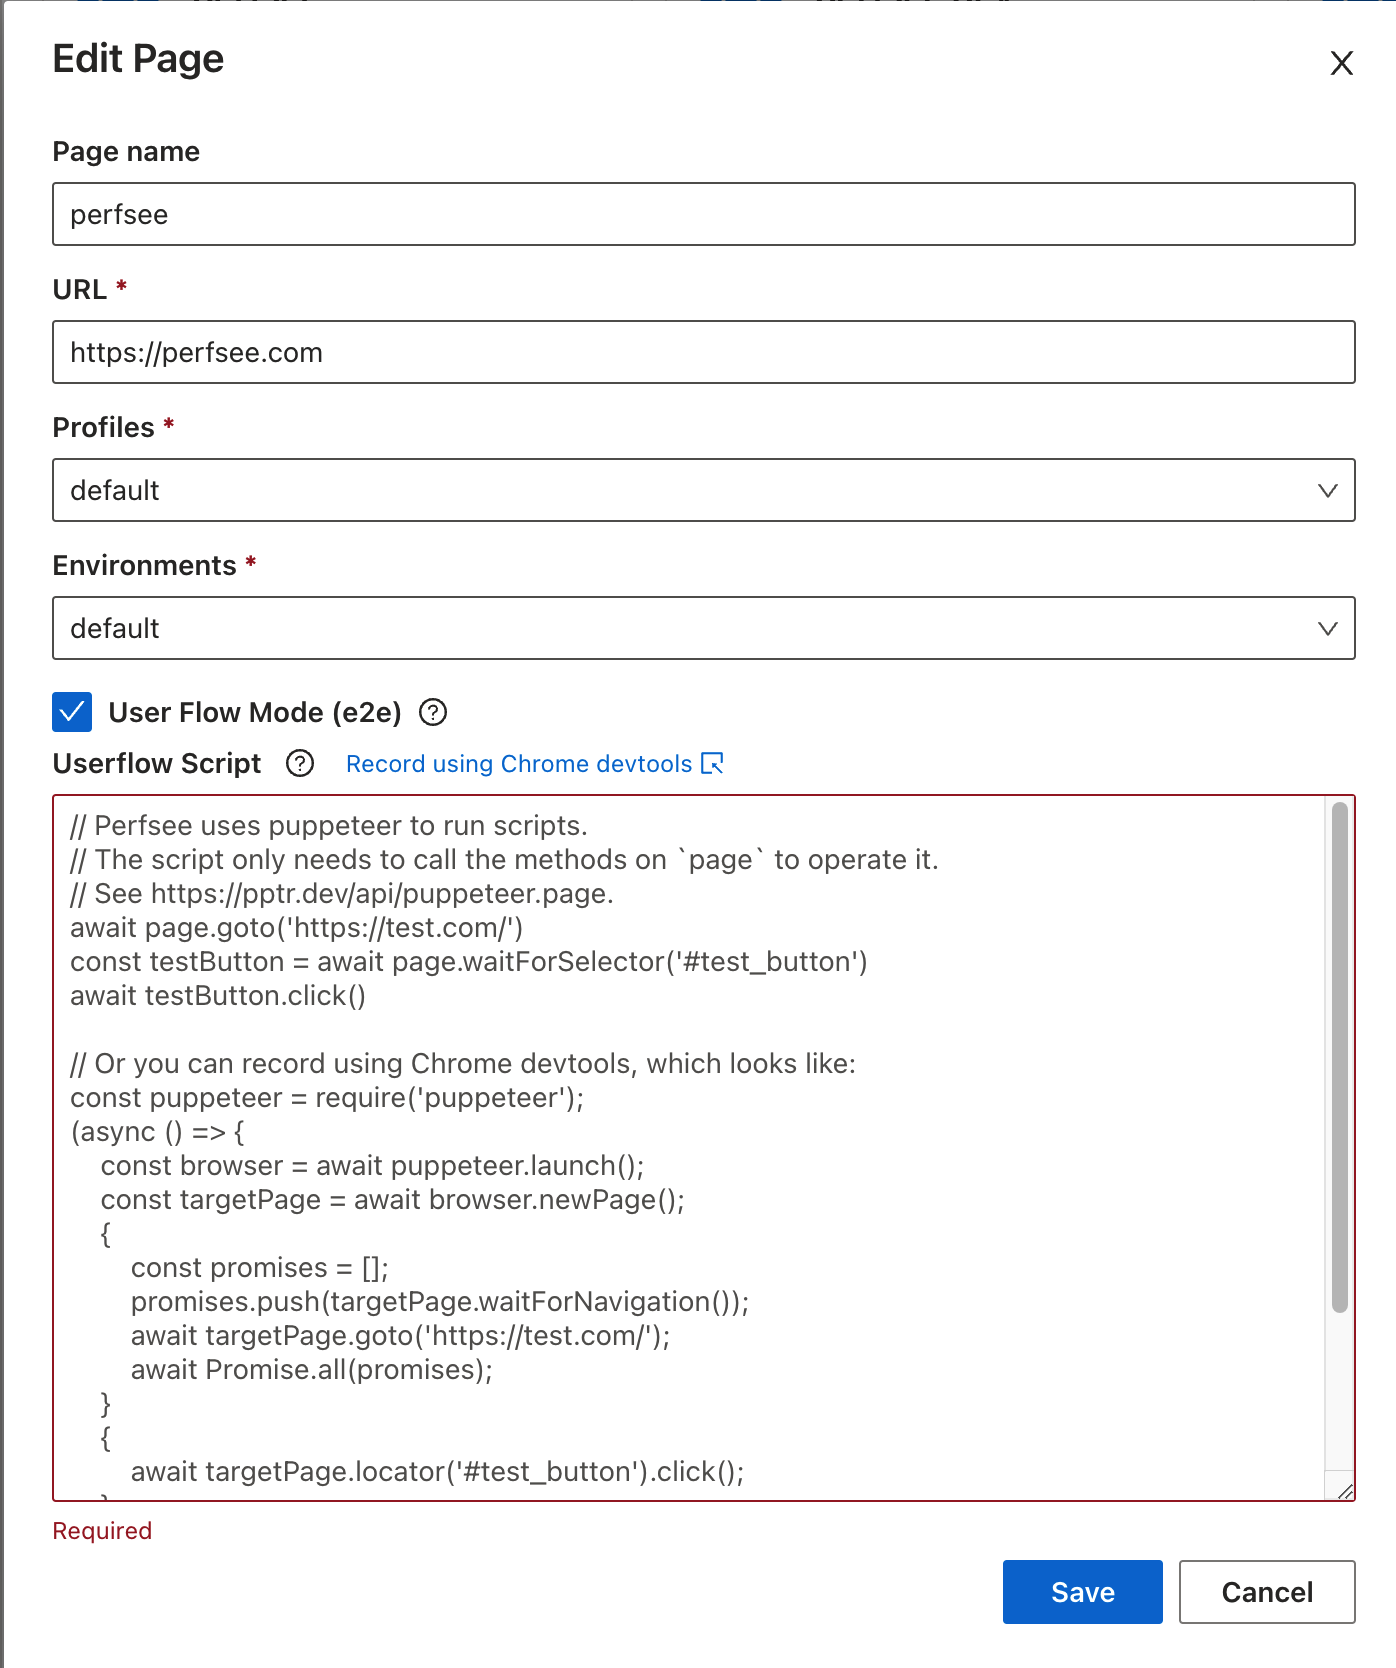 Edit Page
Page name
perfsee
URL *
https://perfsee.com
Profiles *
default
Environments *
default
User Flow Mode (e2e)
Userflow Script Record using Chrome devtools
// Perfsee uses puppeteer to run scripts.
// The script only needs to call the methods on `page` to operate it.
// See https://pptr.dev/api/puppeteer.page.
await page.goto('https://test.com/')
const testButton = await page.waitForSelector('#test_button')
await testButton.click()

// Or you can record using Chrome devtools, which looks like:
const puppeteer = require('puppeteer');
(async () => {
    const browser = await puppeteer.launch();
    const targetPage = await browser.newPage();
    {
        const promises = [];
        promises.push(targetPage.waitForNavigation());
        await targetPage.goto('https://test.com/');
        await Promise.all(promises);
    }
    {
        await targetPage.locator('#test_button').click();
Required
Save Cancel